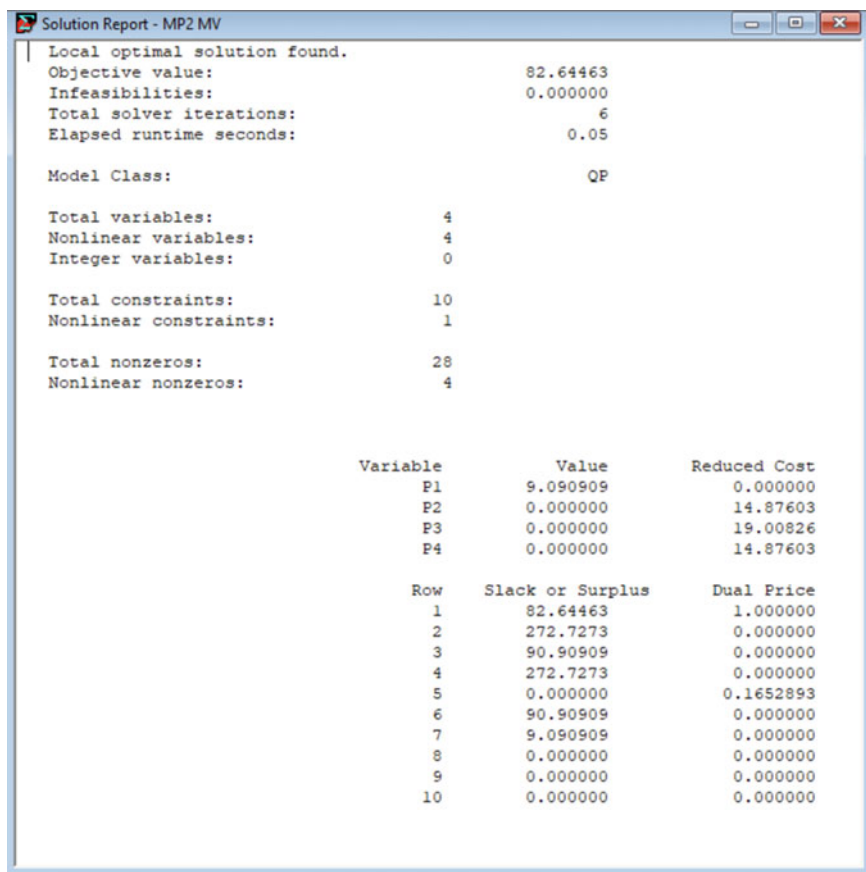 Solution Report - MP2 MV
Local optimal solution found.
Objective value: 82.64463
Infeasibilities: 0.000000
Total solver iterations: 6
Elapsed runtime seconds: 0.05
Model Class: QP
Total variables: 4
Nonlinear variables: 4
Integer variables: 0
Total constraints: 10
Nonlinear constraints: 1
Total nonzeros: 28
Nonlinear nonzeros: 4
Variable Value Reduced Cost
P1 9.090909 0.000000
P2 0.000000 14.87603
P3 0.000000 19.00826
P4 0.000000 14.87603
Row Slack or Surplus Dual Price
1 82.64463 1.000000
2 272.7273 0.000000
3 90.90909 0.000000
4 272.7273 0.000000
5 0.000000 0.1652893
6 90.90909 0.000000
7 9.090909 0.000000
8 0.000000 0.000000
9 0.000000 0.000000
10 0.000000 0.000000